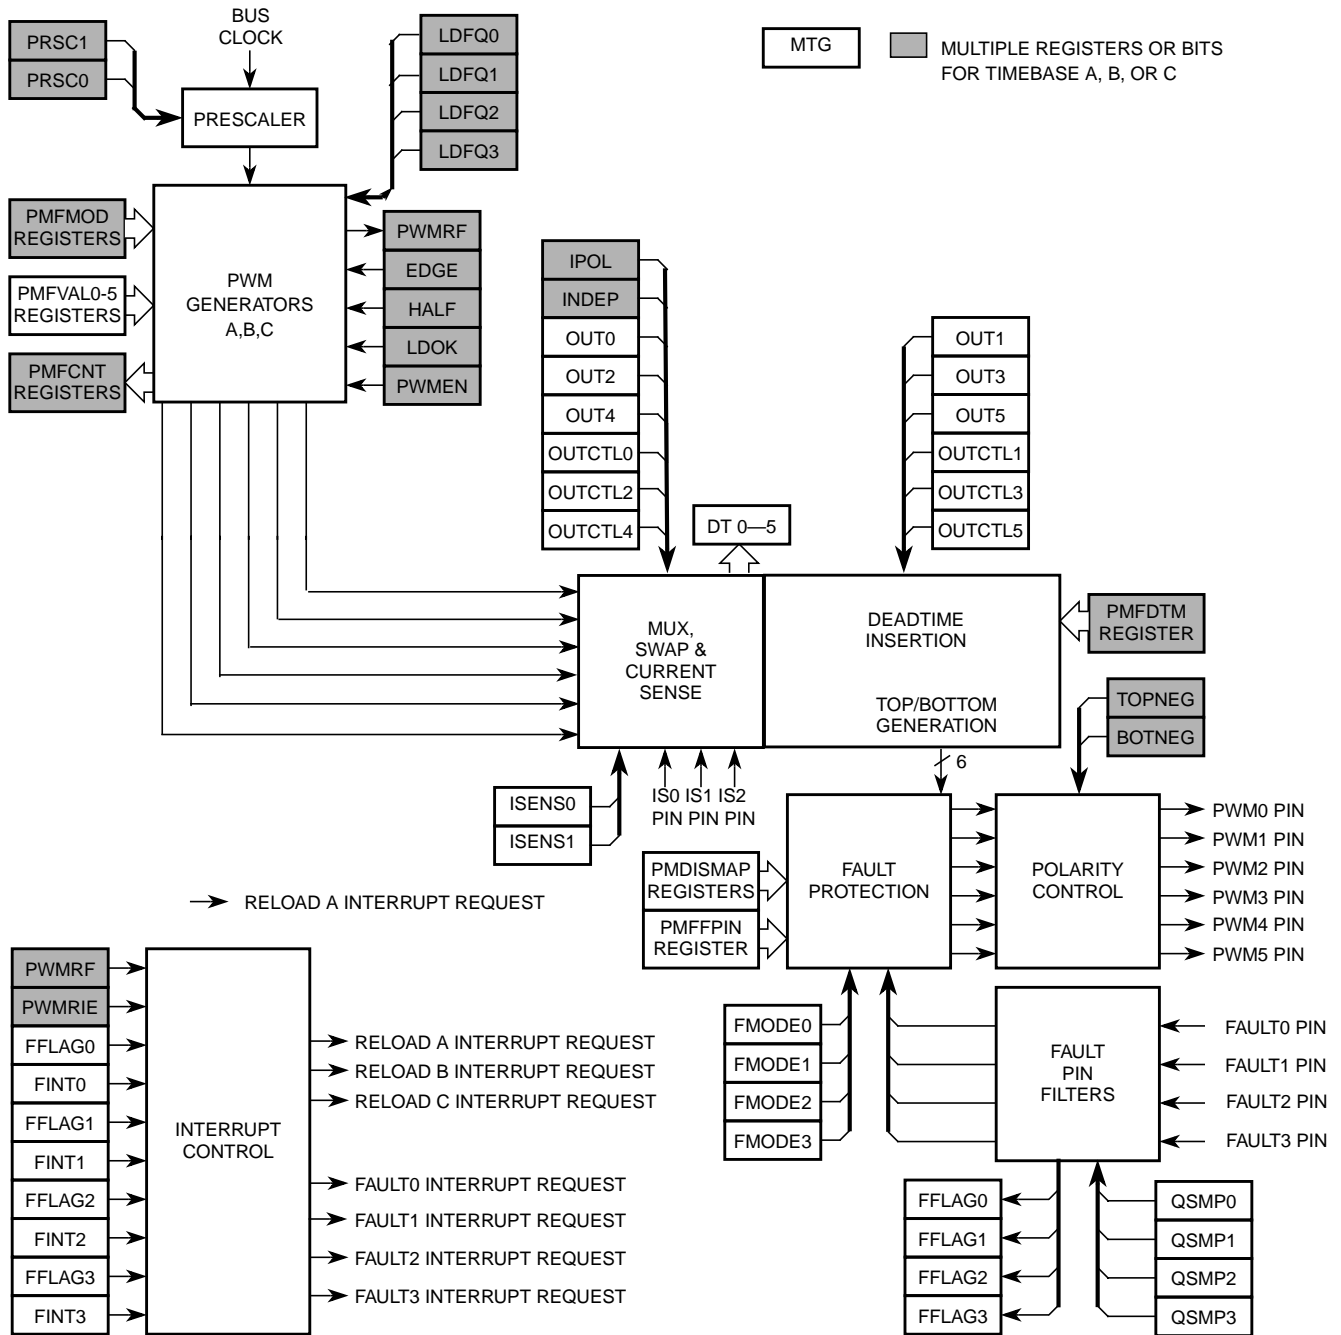 PRSC1
PRSC0
BUS
CLOCK
PRESCALER
LDFQ0
LDFQ1
LDFQ2
LDFQ3
MTG
MULTIPLE REGISTERS OR BITS
FOR TIMEBASE A, B, OR C
PMFMOD
REGISTERS
PMFVAL0-5
REGISTERS
PMFCNT
REGISTERS
PWM
GENERATORS
A,B,C
PWMRF
EDGE
HALF
LDOK
PWMEN
IPOL
INDEP
OUT0
OUT2
OUT4
OUTCTL0
OUTCTL2
OUTCTL4
OUT1
OUT3
OUT5
OUTCTL1
OUTCTL3
OUTCTL5
DT 0—5
MUX,
SWAP &
CURRENT
SENSE
DEADTIME
INSERTION
TOP/BOTTOM
GENERATION
PMFDTM
REGISTER
TOPNEG
BOTNEG
6
ISENS0
ISENS1
IS0 IS1 IS2
PIN PIN PIN
PMDISMAP
REGISTERS
PMFFPIN
REGISTER
FAULT
PROTECTION
POLARITY
CONTROL
PWM0 PIN
PWM1 PIN
PWM2 PIN
PWM3 PIN
PWM4 PIN
PWM5 PIN
RELOAD A INTERRUPT REQUEST
PWMRF
PWMRIE
FFLAG0
FINT0
FFLAG1
FINT1
FFLAG2
FINT2
FFLAG3
FINT3
INTERRUPT
CONTROL
RELOAD A INTERRUPT REQUEST
RELOAD B INTERRUPT REQUEST
RELOAD C INTERRUPT REQUEST
FAULT0 INTERRUPT REQUEST
FAULT1 INTERRUPT REQUEST
FAULT2 INTERRUPT REQUEST
FAULT3 INTERRUPT REQUEST
FMODE0
FMODE1
FMODE2
FMODE3
FAULT
PIN
FILTERS
FAULT0 PIN
FAULT1 PIN
FAULT2 PIN
FAULT3 PIN
FFLAG0
FFLAG1
FFLAG2
FFLAG3
QSMP0
QSMP1
QSMP2
QSMP3